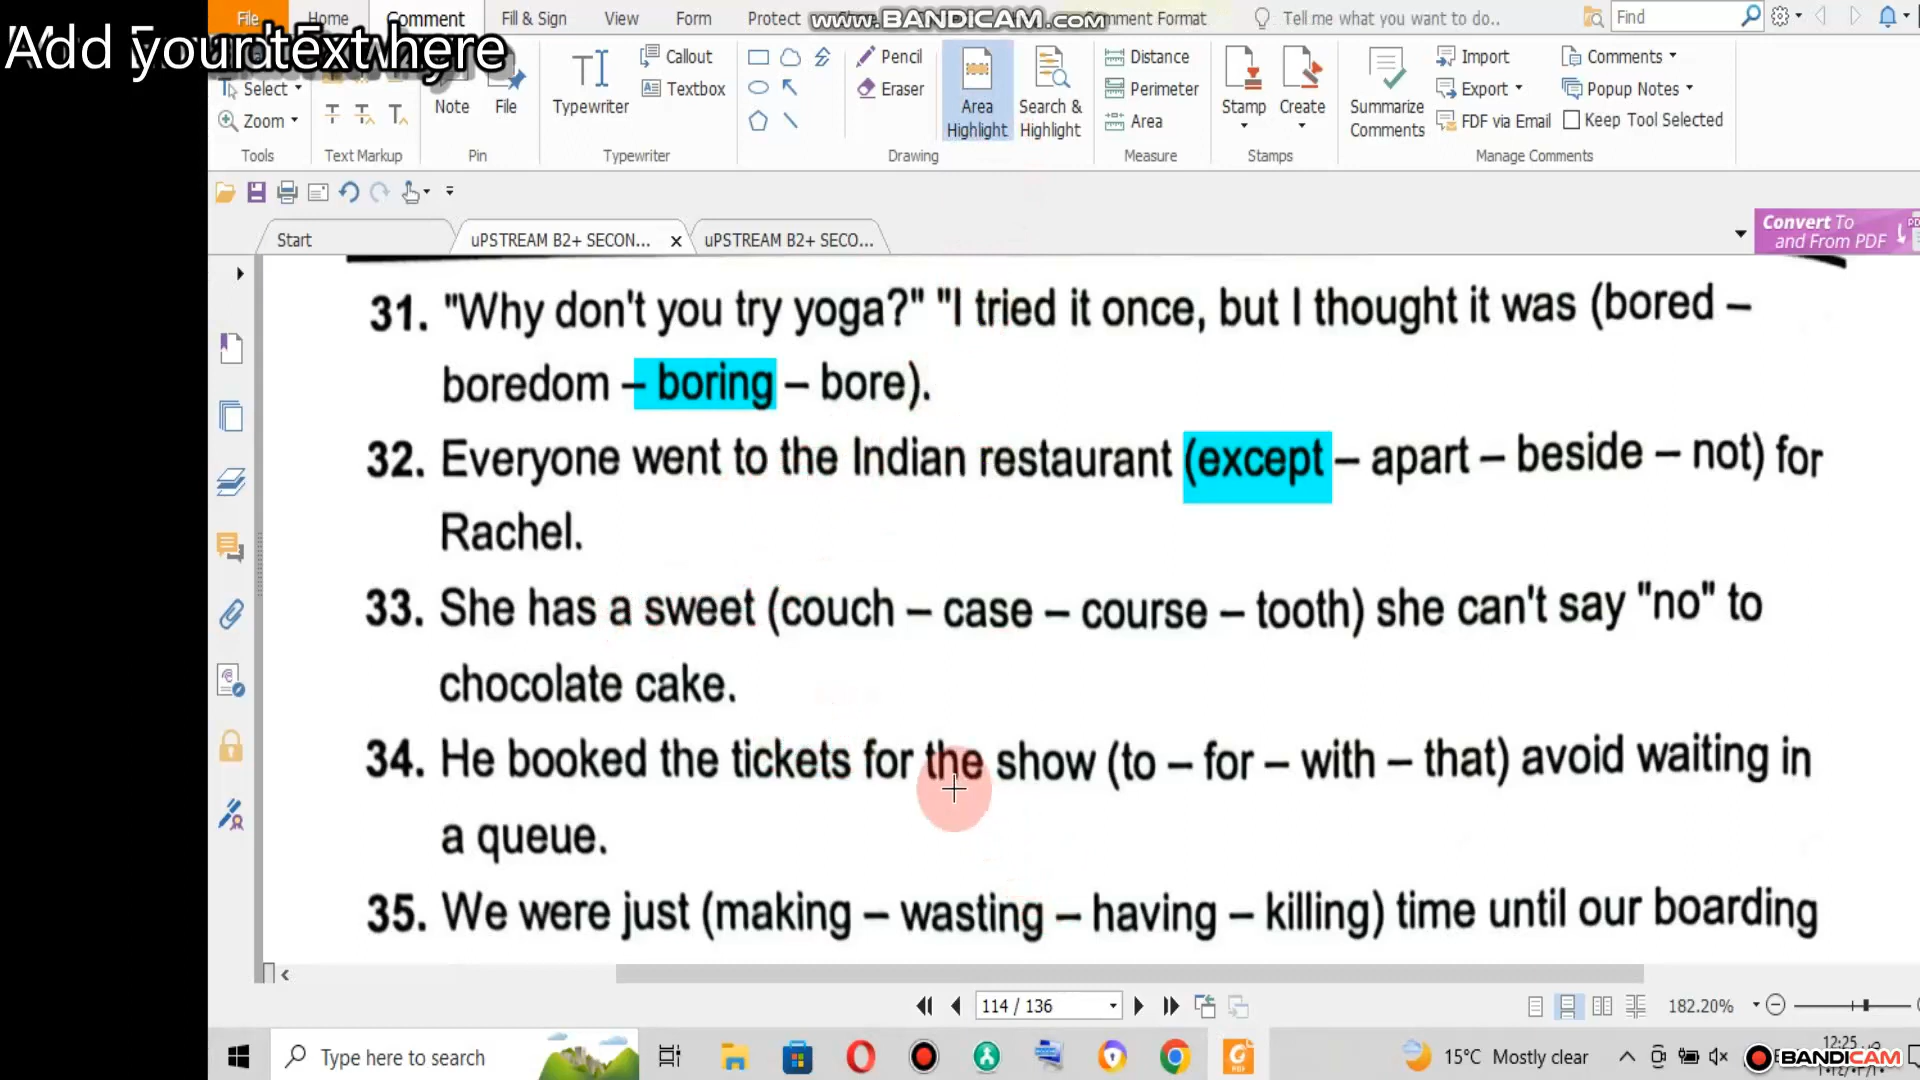 File Home Comment Fill & Sign View Form Protect www.BANDICAM.com Comment Format Tell me what you want to do.. Find
Add your text here
Select Zoom Note File Typewriter Callout Textbox Pencil Eraser Area Highlight Search & Highlight Distance Perimeter Area Stamp Create Summarize Comments Import Export FDF via Email Comments Popup Notes Keep Tool Selected
Tools Text Markup Pin Typewriter Drawing Measure Stamps Manage Comments
Start uPSTREAM B2+ SECON... uPSTREAM B2+ SECO... Convert To
and From PDF
31. "Why don't you try yoga?" "I tried it once, but I thought it was (bored –
boredom – boring – bore).
32. Everyone went to the Indian restaurant (except – apart – beside – not) for
Rachel.
33. She has a sweet (couch – case – course – tooth) she can't say "no" to
chocolate cake.
34. He booked the tickets for the show (to – for – with – that) avoid waiting in
a queue.
35. We were just (making – wasting – having – killing) time until our boarding
114 / 136 182.20%
Type here to search 15°C Mostly clear 12:25 BANDICAM